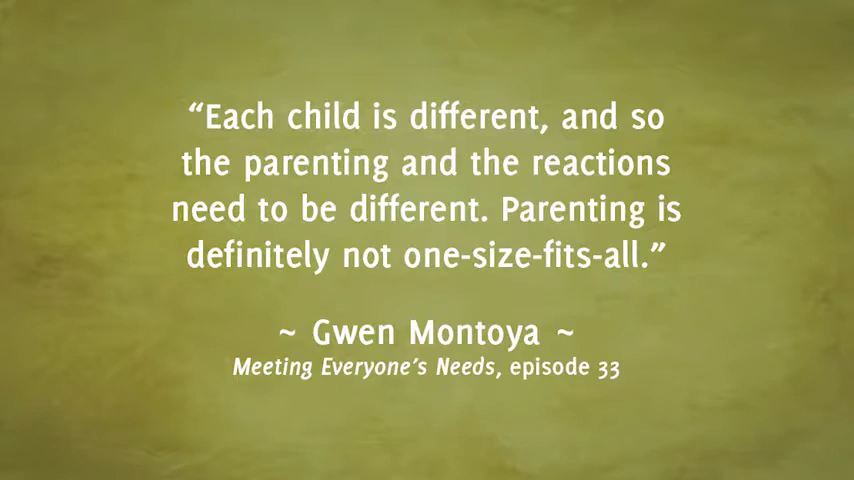 “Each child is different, and so
the parenting and the reactions
need to be different. Parenting is
definitely not one-size-fits-all.”
~ Gwen Montoya ~
Meeting Everyone’s Needs, episode 33